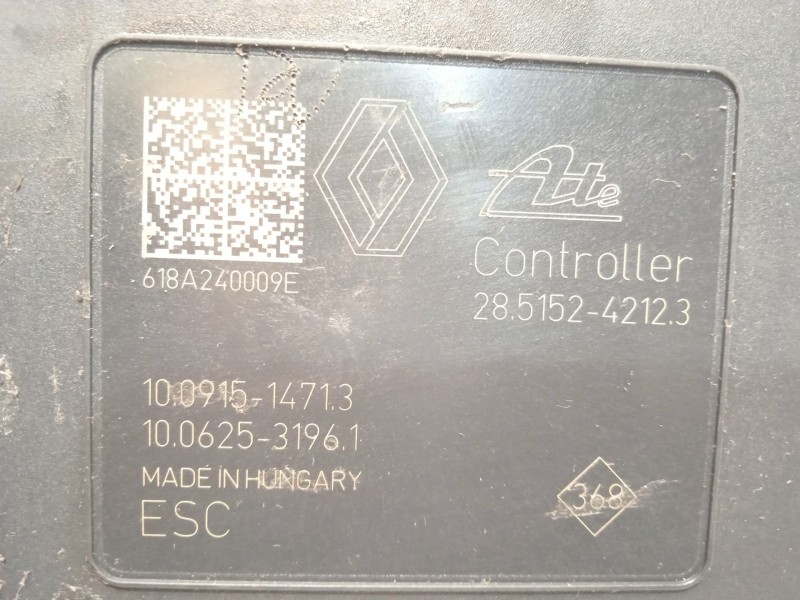 Ate
Controller
28.5152-4212.3
618A240009E
10.0915-1471.3
10.0625-3196.1
MADE IN HUNGARY
ESC
368